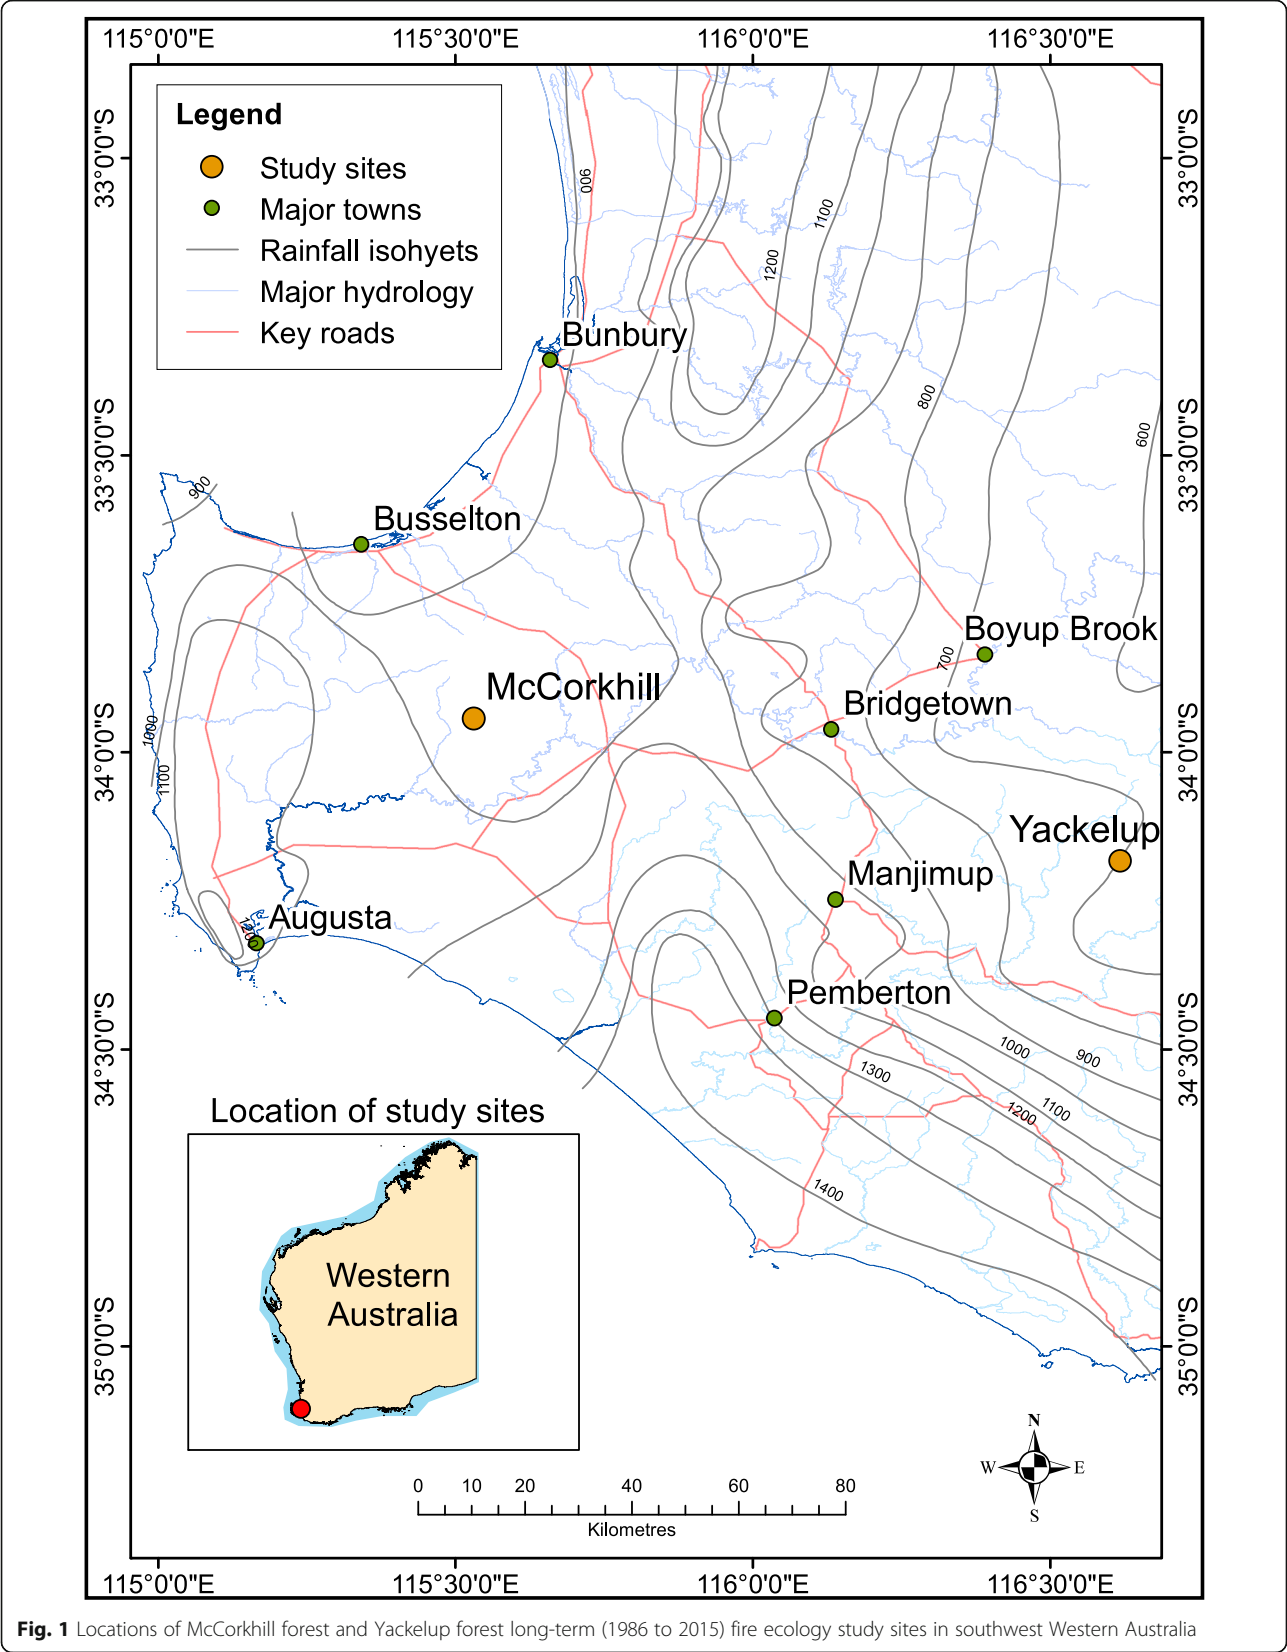 115°0'0"E 115°30'0"E 116°0'0"E 116°30'0"E
33°0'0"S
33°0'0"S
Legend
Study sites
Major towns
Rainfall isohyets
Major hydrology
Key roads
900
1100
1200
Bunbury
800
600
33°30'0"S
33°30'0"S
900
Busselton
Boyup Brook
700
McCorkhill
Bridgetown
1000
34°0'0"S
34°0'0"S
1100
Yackelup
Manjimup
Augusta
Pemberton
34°30'0"S
34°30'0"S
1000
900
1300
1100
1200
1400
Location of study sites
Western
Australia
35°0'0"S
35°0'0"S
N
W E
S
0 10 20 40 60 80
Kilometres
115°0'0"E 115°30'0"E 116°0'0"E 116°30'0"E
Fig. 1 Locations of McCorkhill forest and Yackelup forest long-term (1986 to 2015) fire ecology study sites in southwest Western Australia